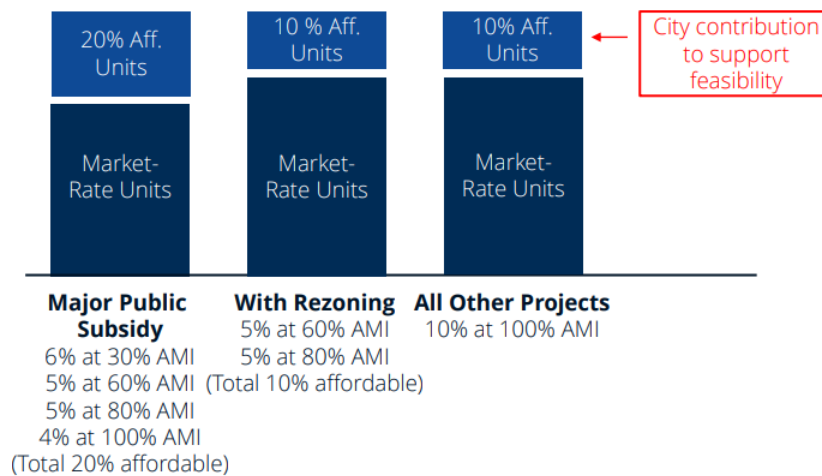 20% Aff.
Units
10 % Aff.
Units
10% Aff.
Units
City contribution
to support
feasibility
Market-
Rate Units
Market-
Rate Units
Market-
Rate Units
Major Public
Subsidy
6% at 30% AMI
5% at 60% AMI
5% at 80% AMI
4% at 100% AMI
(Total 20% affordable)
With Rezoning
5% at 60% AMI
5% at 80% AMI
(Total 10% affordable)
All Other Projects
10% at 100% AMI